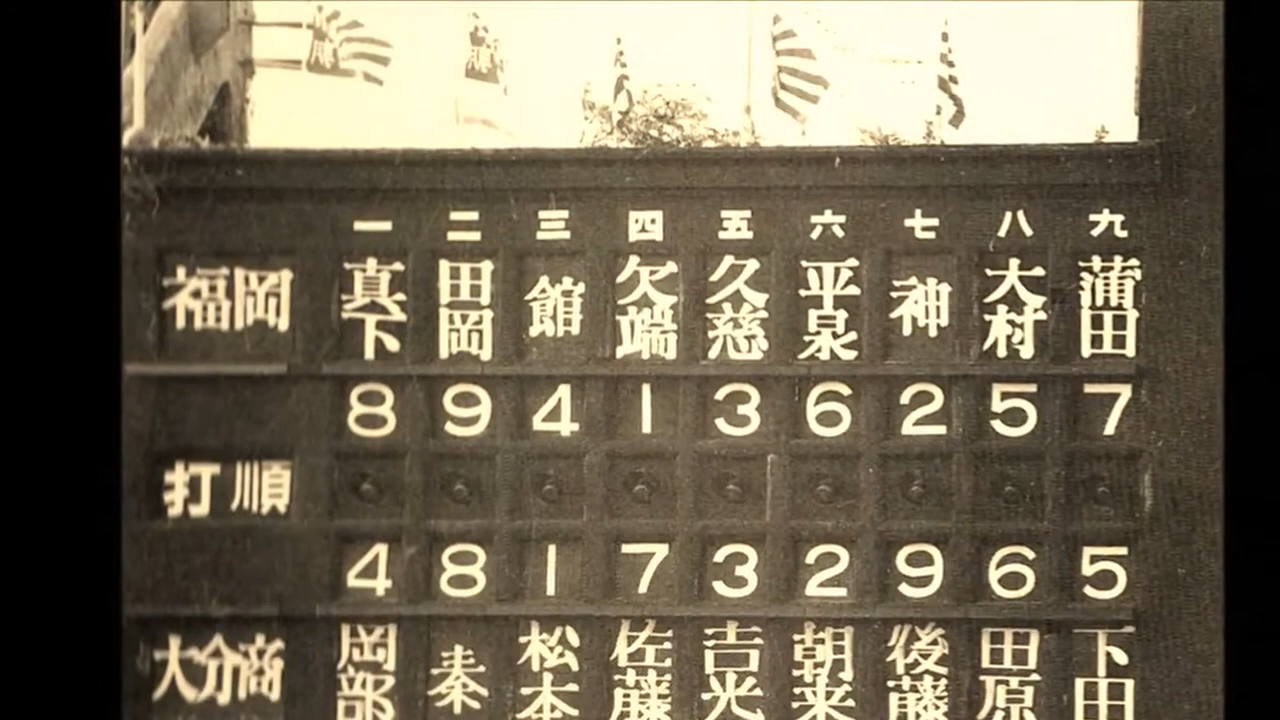 一 二 三 四 五 六 七 八 九
福岡 真下 田岡 館 欠端 久慈 平泉 神 大村 蒲田
8 9 4 1 3 6 2 5 7
打順
4 8 1 7 3 2 9 6 5
大分商 岡部 秦 松本 佐藤 吉光 朝来 後藤 田原 下田